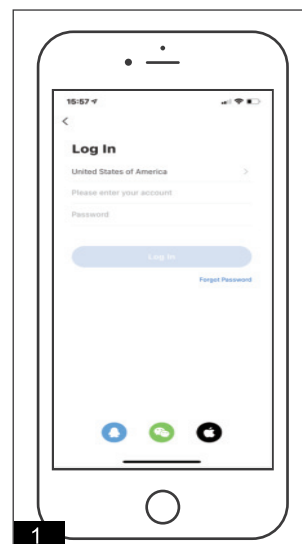 15:57
Log In
United States of America
Please enter your account
Password
Log In
Forgot Password
1